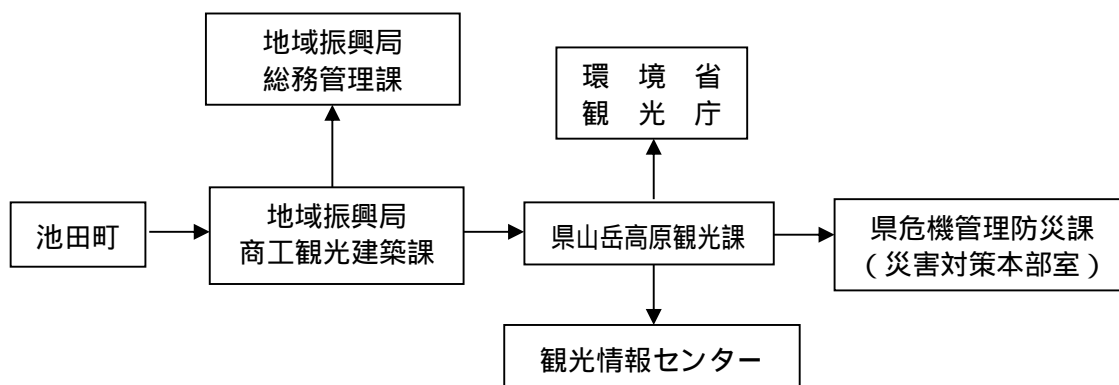 地域振興局
総務管理課
環　境　省
観　光　庁
池田町
地域振興局
商工観光建築課
県山岳高原観光課
県危機管理防災課
（災害対策本部室）
観光情報センター